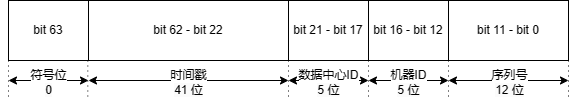 bit 63
bit 62 - bit 22
bit 21 - bit 17
bit 16 - bit 12
bit 11 - bit 0
符号位
0
时间戳
41 位
数据中心ID
5 位
机器ID
5 位
序列号
12 位